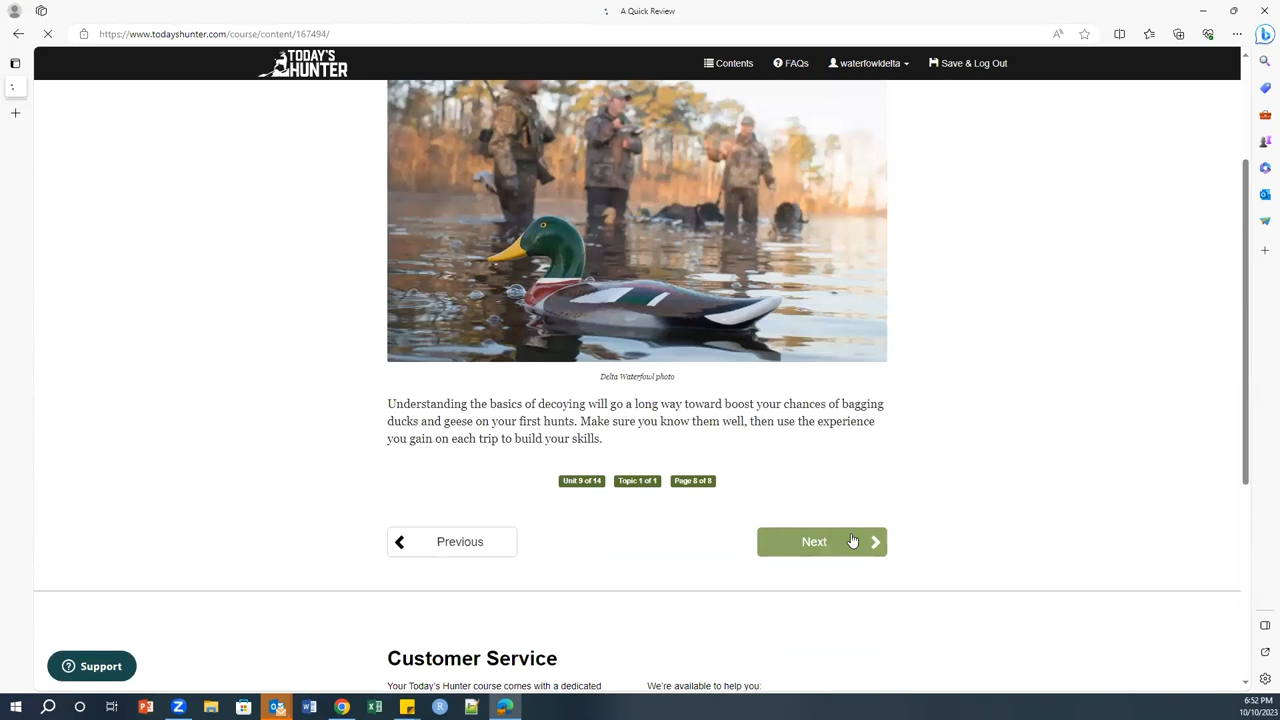 A Quick Review
https://www.todayshunter.com/course/content/167494/
TODAY'S
HUNTER
Contents
FAQs
waterfowldelta
Save & Log Out
Delta Waterfowl photo
Understanding the basics of decoying will go a long way toward boost your chances of bagging
ducks and geese on your first hunts. Make sure you know them well, then use the experience
you gain on each trip to build your skills.
Unit 9 of 14
Topic 1 of 1
Page 8 of 8
Previous
Next
Customer Service
Your Today's Hunter course comes with a dedicated
We're available to help you:
Support
6:52 PM
10/10/2023